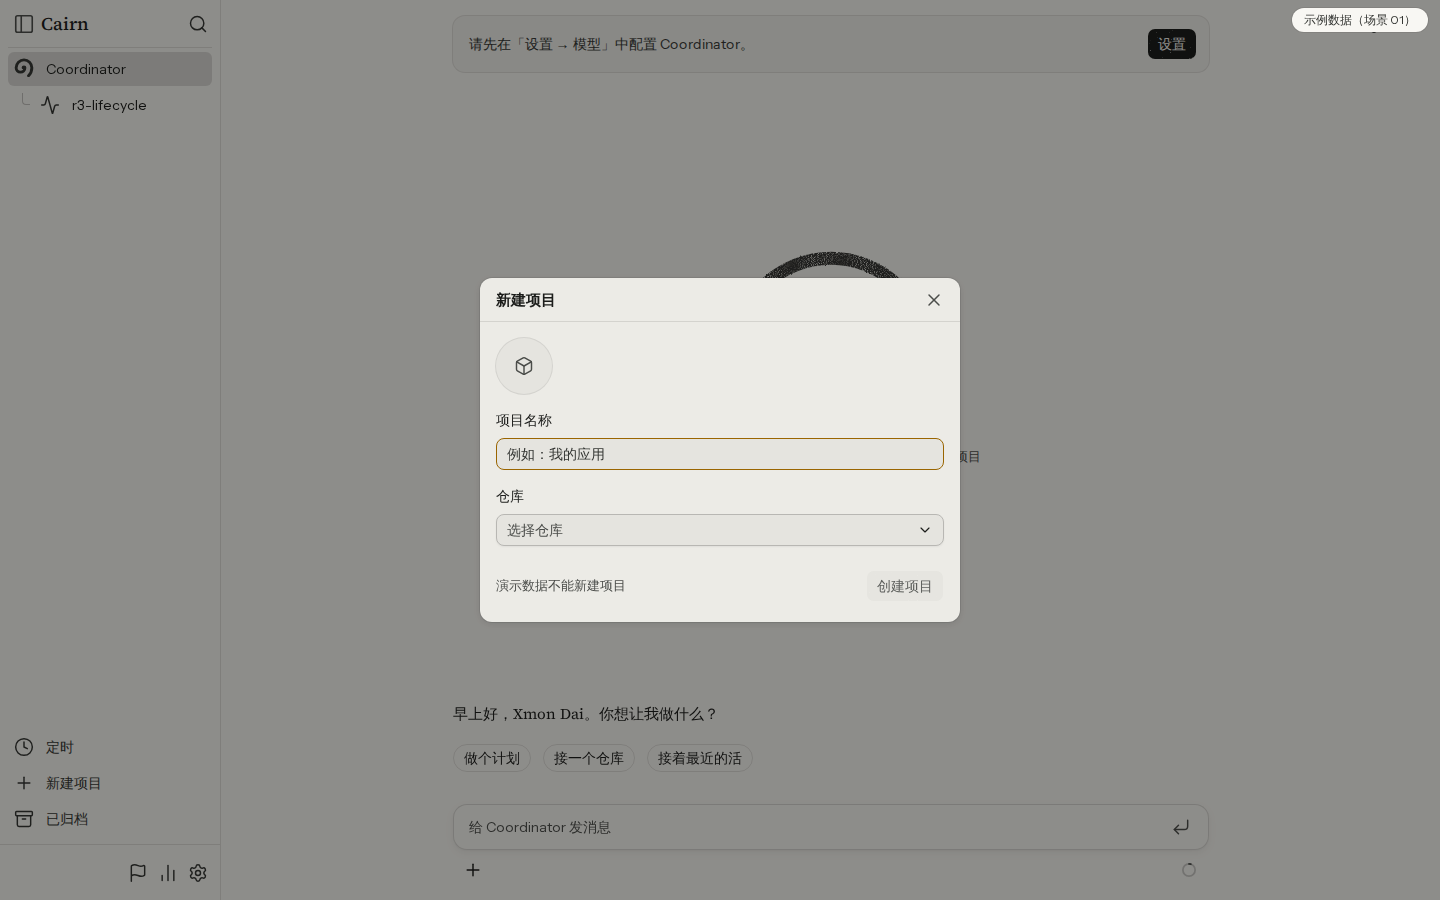 Cairn
Coordinator
r3-lifecycle
定时
新建项目
已归档
请先在「设置 → 模型」中配置 Coordinator。
设置
示例数据（场景 01）
新建项目
项目名称
例如：我的应用
仓库
选择仓库
演示数据不能新建项目
创建项目
项目
早上好，Xmon Dai。你想让我做什么？
做个计划
接一个仓库
接着最近的活
给 Coordinator 发消息